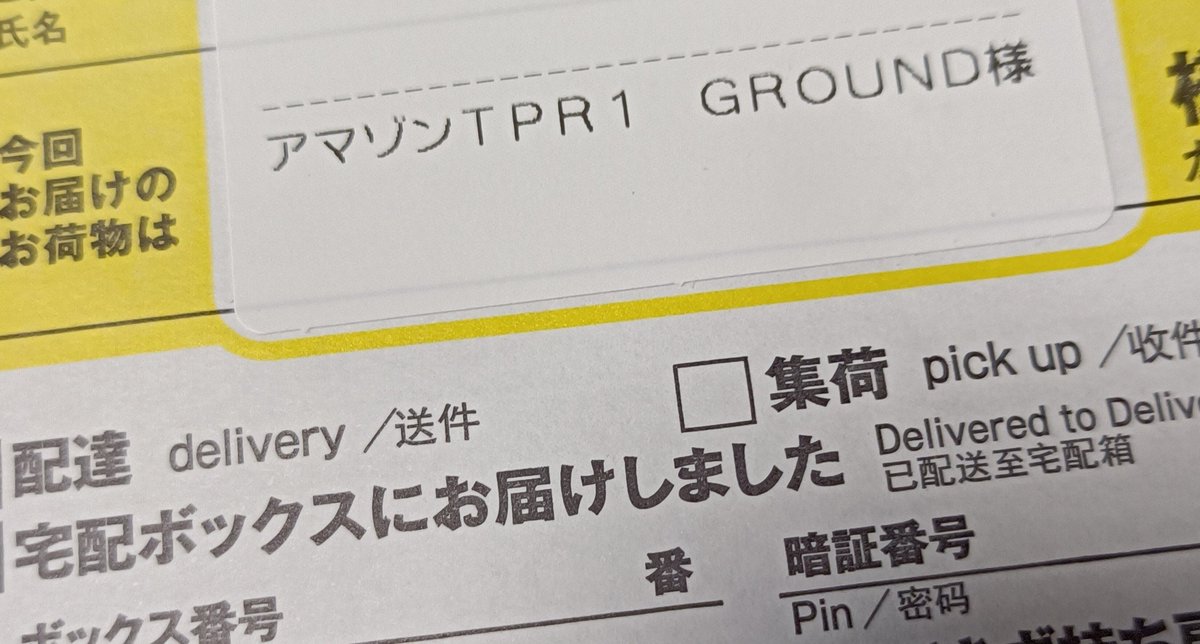 氏名
アマゾンTPR1　GROUND様
今回
お届けの
お荷物は
配達 delivery /送件
集荷 pick up /收件
宅配ボックスにお届けしました
Delivered to
已配送至宅配箱
ボックス番号
番
暗証番号
Pin / 密码